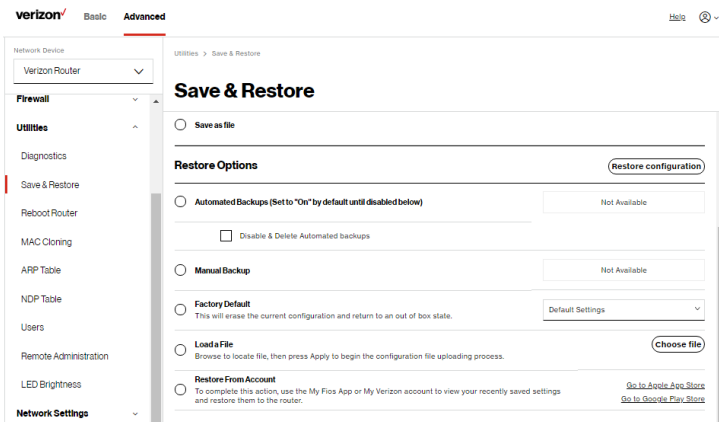 verizon✓ Basic Advanced Help
Network Device
Verizon Router
Firewall
Utilities
Diagnostics
Save & Restore
Reboot Router
MAC Cloning
ARP Table
NDP Table
Users
Remote Administration
LED Brightness
Network Settings
Utilities > Save & Restore
Save & Restore
Save as file
Restore Options Restore configuration
Automated Backups (Set to "On" by default until disabled below) Not Available
Disable & Delete Automated backups
Manual Backup Not Available
Factory Default
This will erase the current configuration and return to an out of box state.
Default Settings
Load a File
Browse to locate file, then press Apply to begin the configuration file uploading process.
Choose file
Restore From Account
To complete this action, use the My Fios App or My Verizon account to view your recently saved settings
and restore them to the router.
Go to Apple App Store
Go to Google Play Store